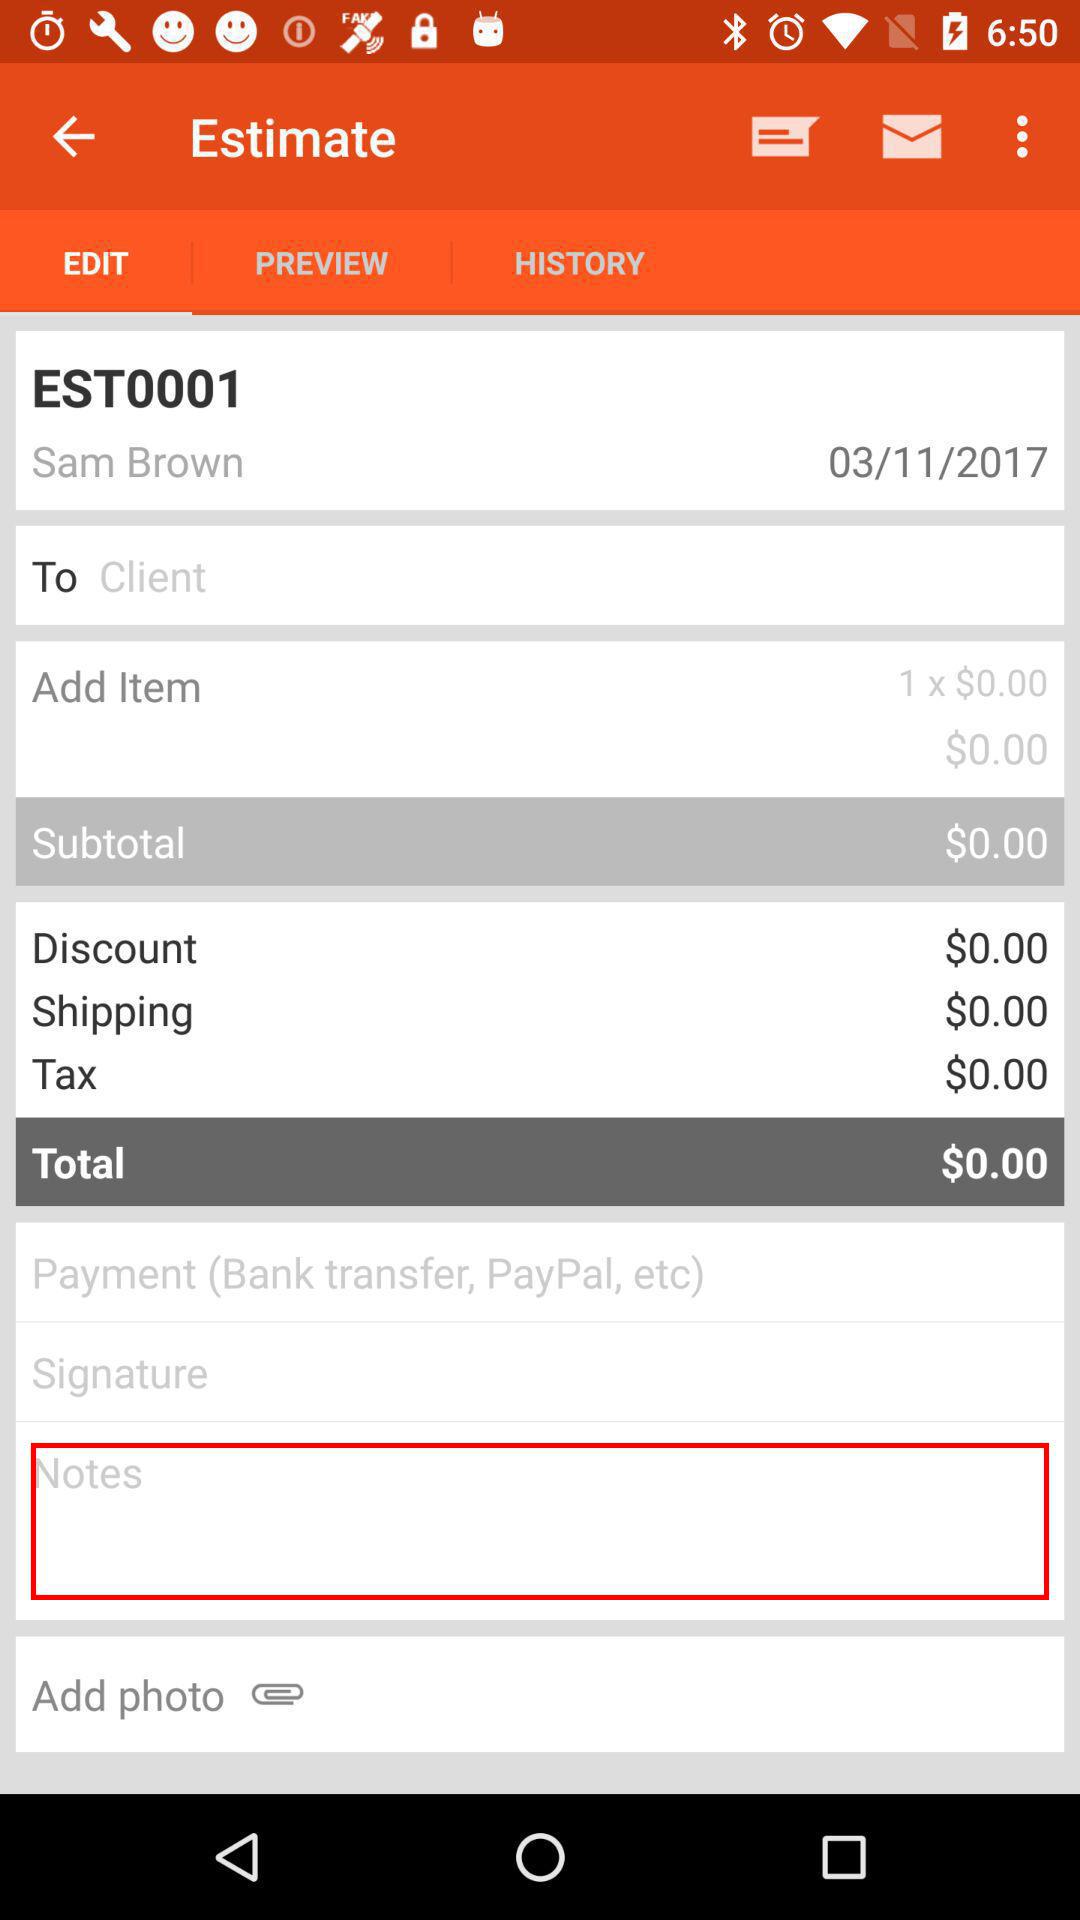 FAKE
6:50
Estimate
EDIT PREVIEW HISTORY
EST0001
Sam Brown 03/11/2017
To Client
Add Item 1 x $0.00
$0.00
Subtotal $0.00
Discount $0.00
Shipping $0.00
Tax $0.00
Total $0.00
Payment (Bank transfer, PayPal, etc)
Signature
Notes
Add photo